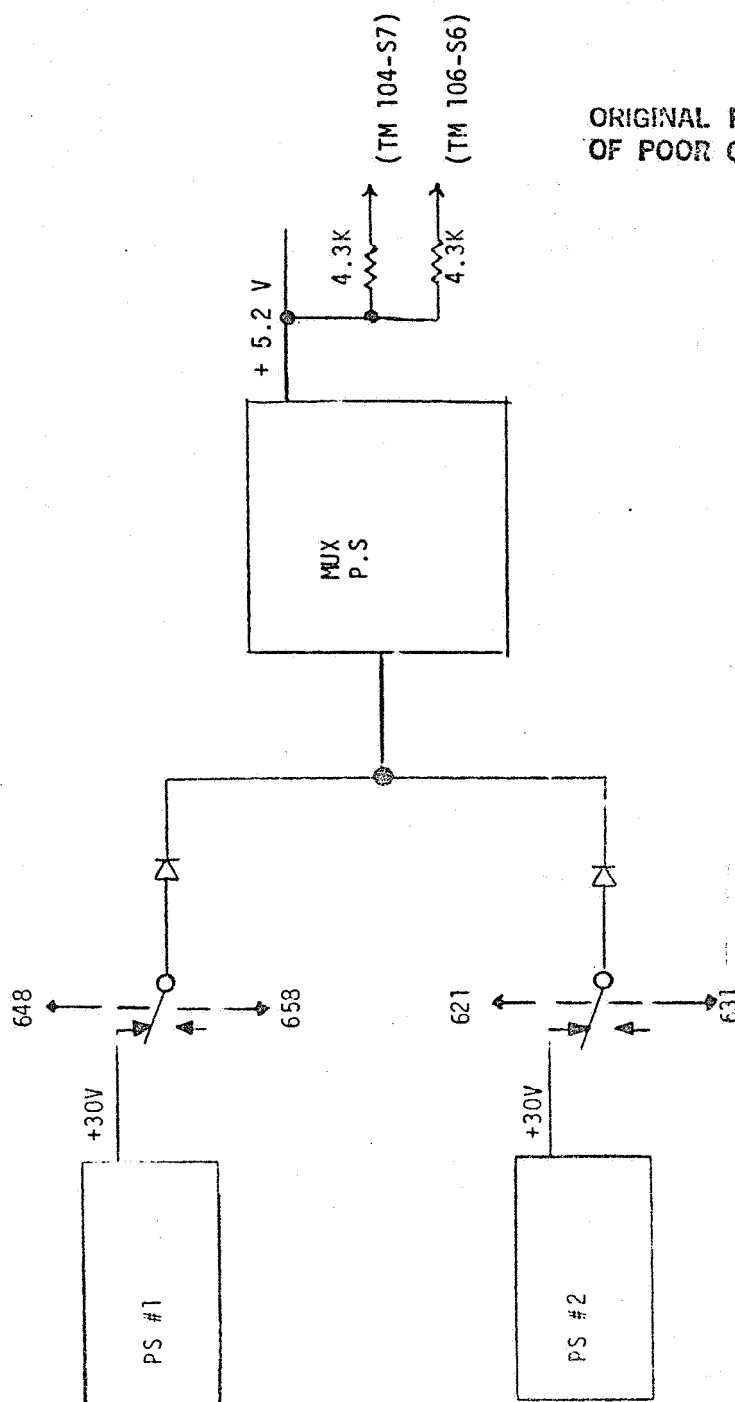 ORIGINAL
OF POOR
(TM 104-S7)
(TM 106-S6)
4.3K
4.3K
+ 5.2 V
MUX
P.S
648
658
621
631
+30V
+30V
PS #1
PS #2